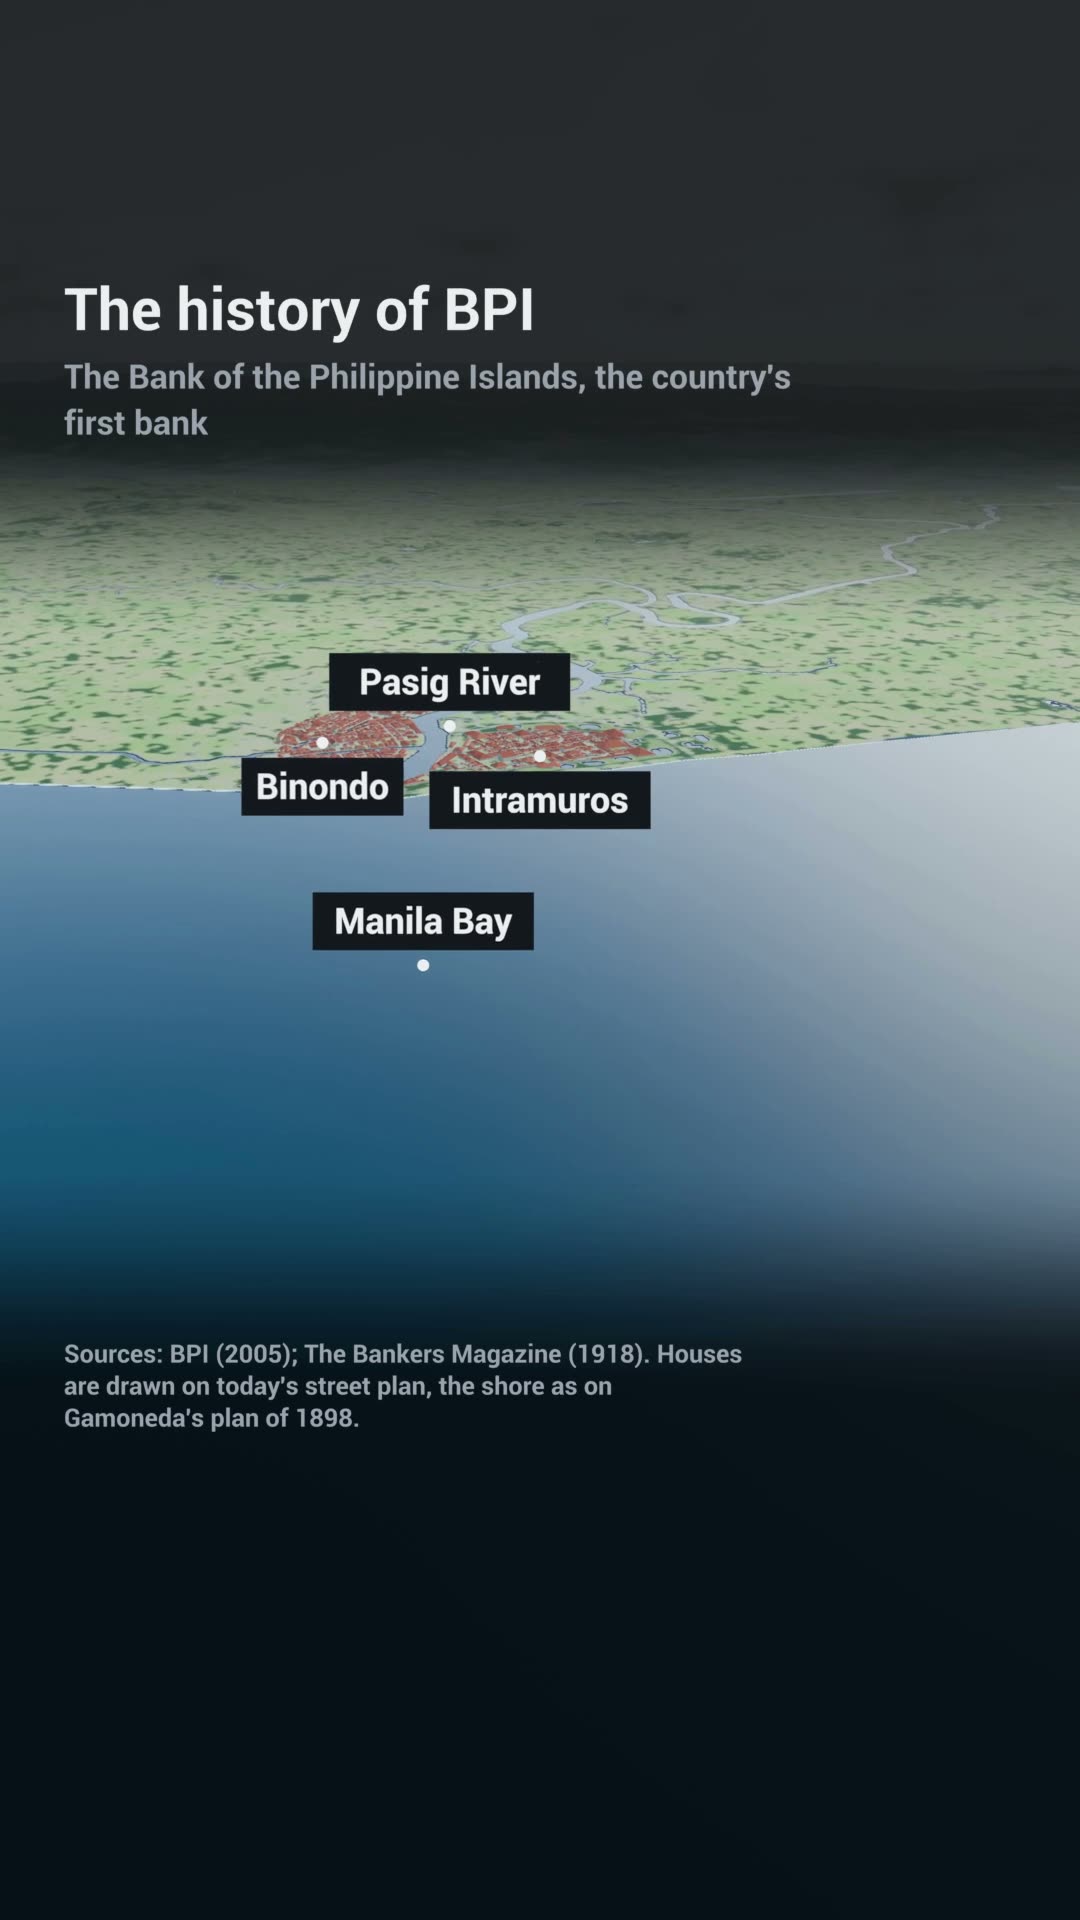 The history of BPI
The Bank of the Philippine Islands, the country's
first bank
Pasig River
Binondo
Intramuros
Manila Bay
Sources: BPI (2005); The Bankers Magazine (1918). Houses
are drawn on today's street plan, the shore as on
Gamoneda's plan of 1898.